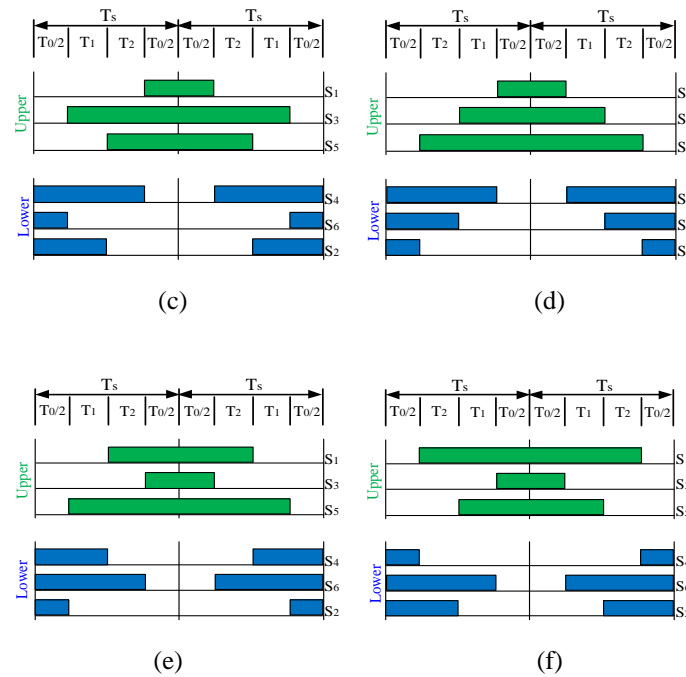 Ts Ts
T0/2 T1 T2 T0/2 T0/2 T2 T1 T0/2
Upper
S1
S3
S5
Lower
S4
S6
S2
(c)
Ts Ts
T0/2 T2 T1 T0/2 T0/2 T1 T2 T0/2
Upper
S
S
S
Lower
S
S
S
(d)
Ts Ts
T0/2 T1 T2 T0/2 T0/2 T2 T1 T0/2
Upper
S1
S3
S5
Lower
S4
S6
S2
(e)
Ts Ts
T0/2 T2 T1 T0/2 T0/2 T1 T2 T0/2
Upper
S
S
S
Lower
S
S
S
(f)